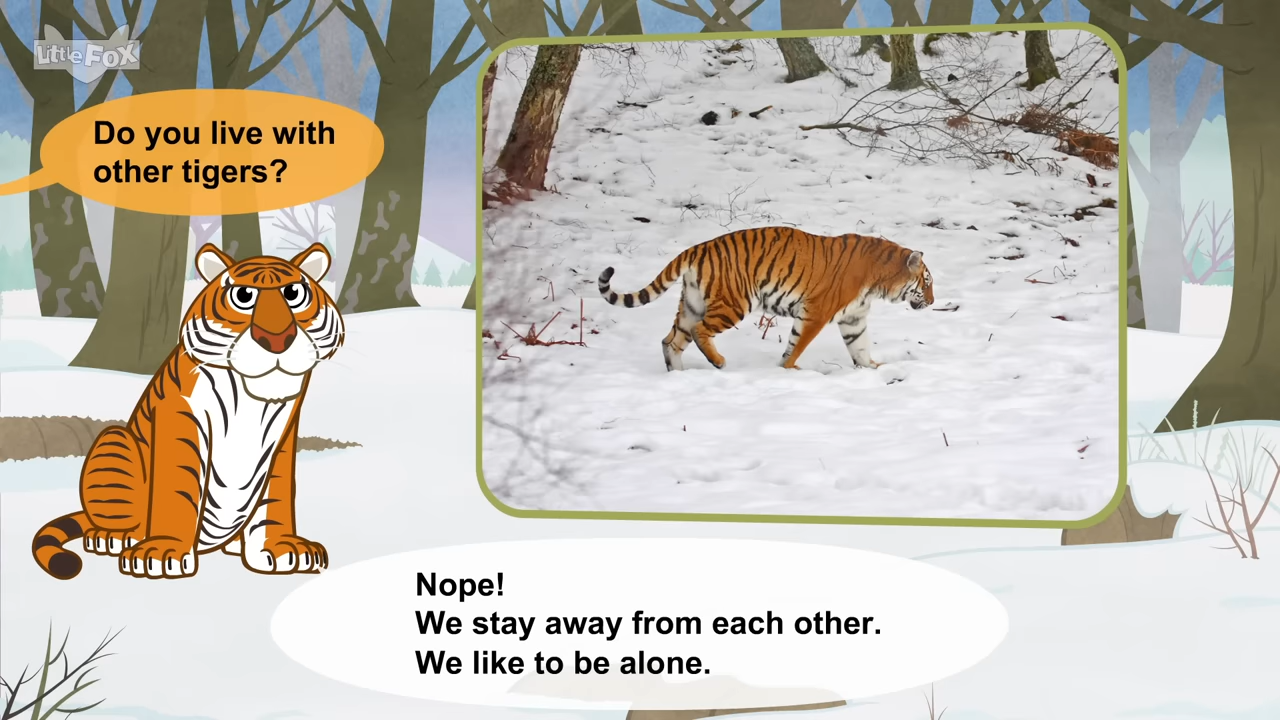 Little Fox
Do you live with
other tigers?
Nope!
We stay away from each other.
We like to be alone.